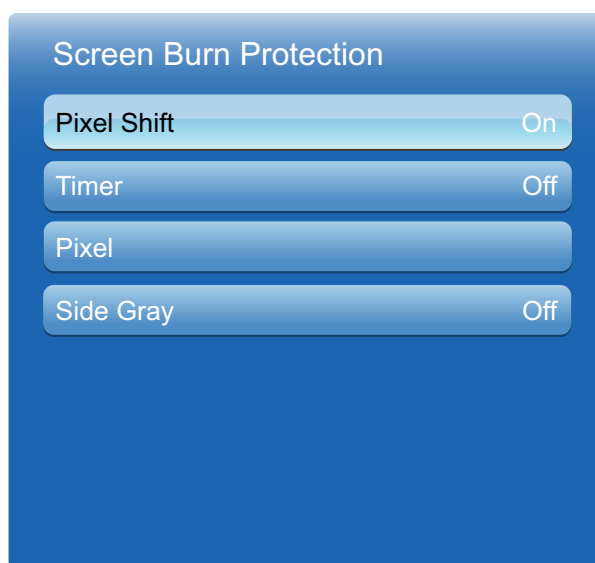 Screen Burn Protection
Pixel Shift On
Timer Off
Pixel
Side Gray Off